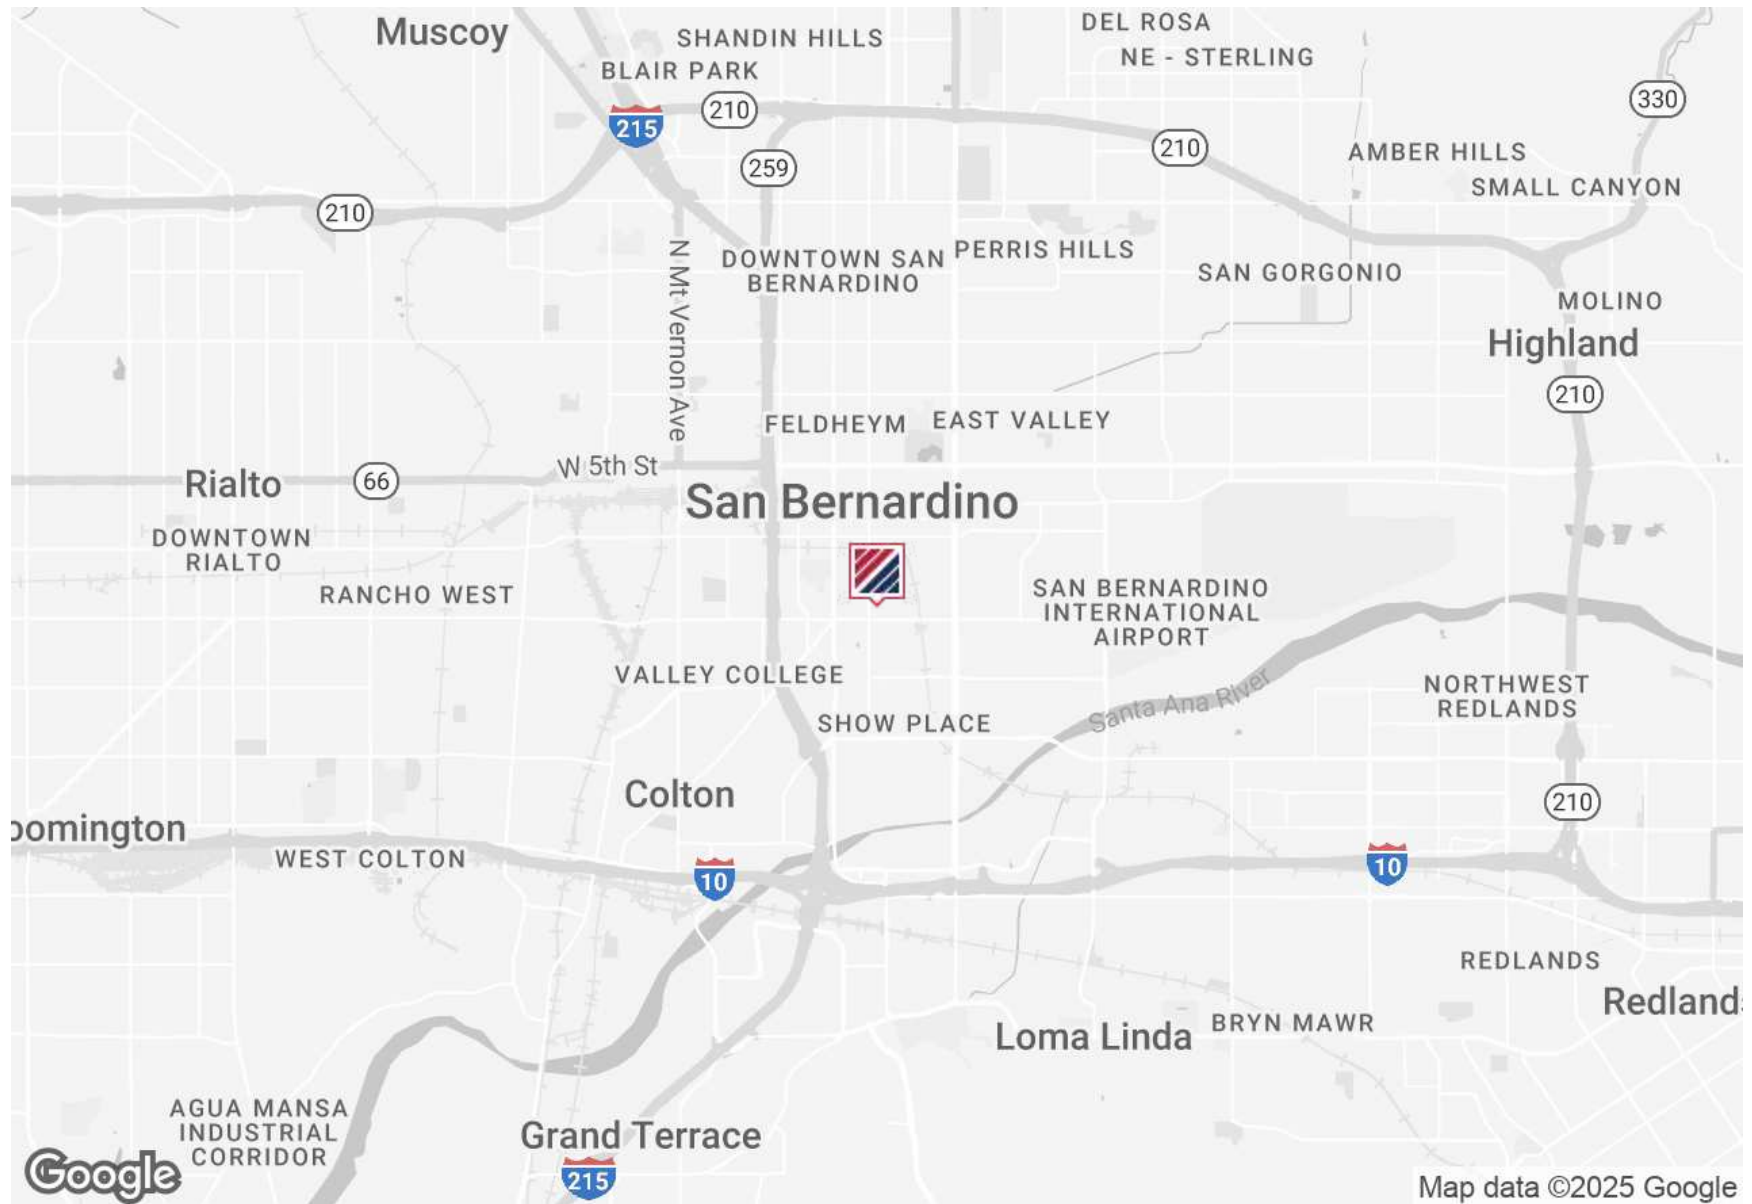 Muscoy
SHANDIN HILLS
DEL ROSA
NE - STERLING
BLAIR PARK
215
210
330
259
210
AMBER HILLS
SMALL CANYON
210
N Mt Vernon Ave
DOWNTOWN SAN
BERNARDINO
PERRIS HILLS
SAN GORGONIO
MOLINO
Highland
210
FELDHEYM
EAST VALLEY
W 5th St
Rialto
66
San Bernardino
DOWNTOWN
RIALTO
RANCHO WEST
SAN BERNARDINO
INTERNATIONAL
AIRPORT
VALLEY COLLEGE
SHOW PLACE
Santa Ana River
NORTHWEST
REDLANDS
Colton
210
oomington
WEST COLTON
10
10
REDLANDS
Redlands
Loma Linda
BRYN MAWR
AGUA MANSA
INDUSTRIAL
CORRIDOR
Grand Terrace
215
Google
Map data ©2025 Google